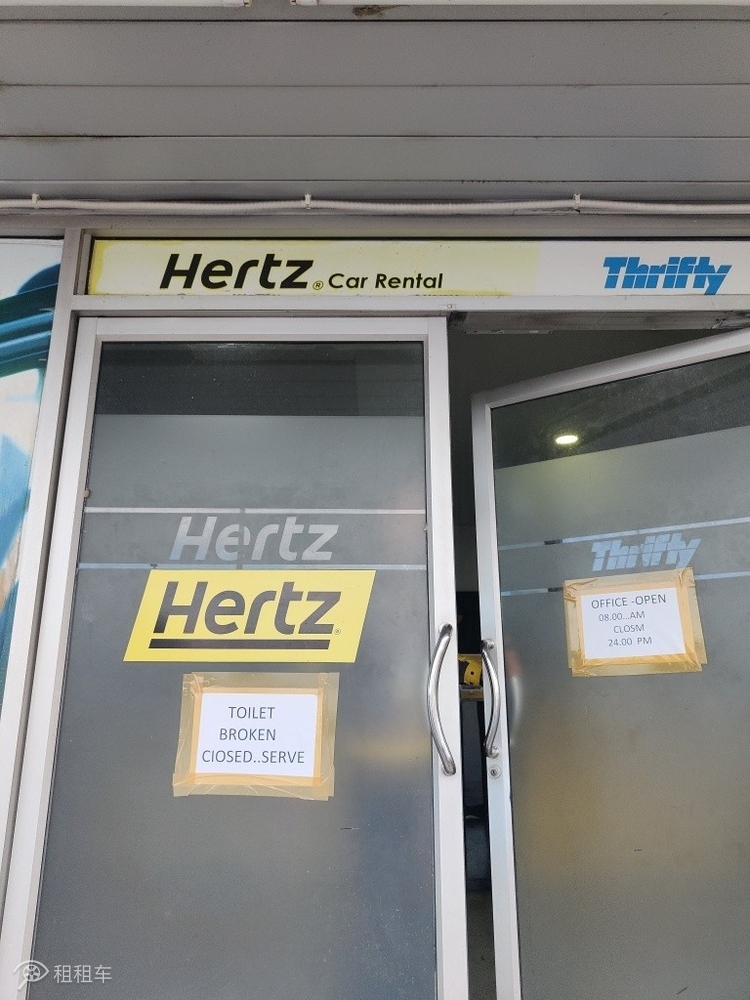 Hertz® Car Rental
Thrifty
Hertz
Thrifty
Hertz®
OFFICE -OPEN
08.00...AM
CLOSM
24.00 PM
TOILET
BROKEN
ClOSED..SERVE
租租车